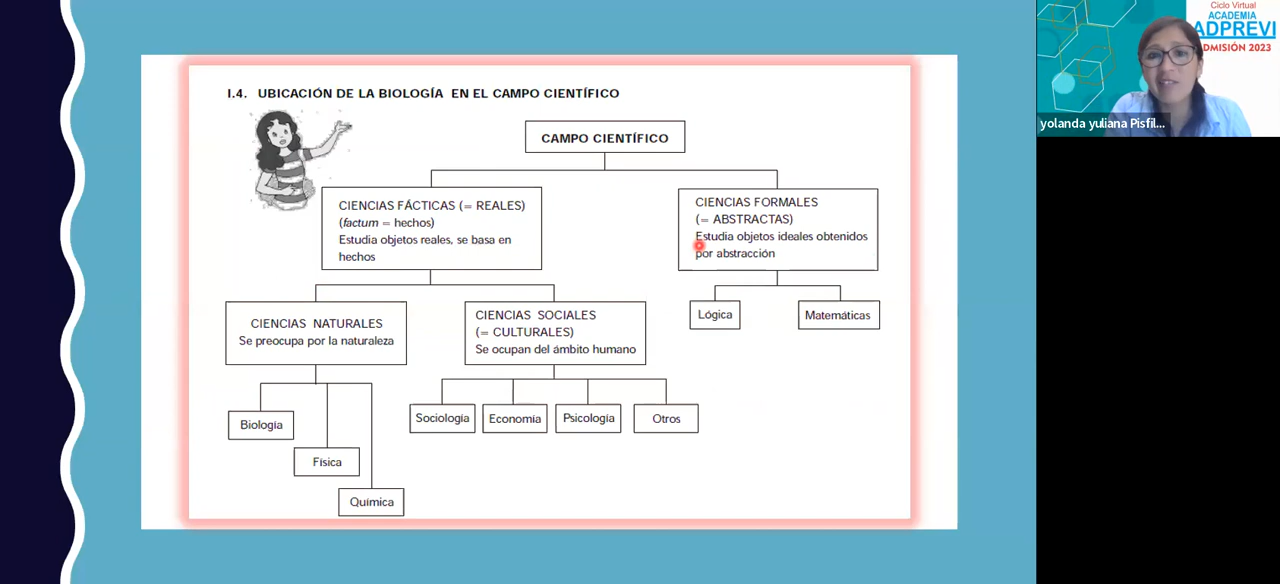 I.4. UBICACIÓN DE LA BIOLOGÍA EN EL CAMPO CIENTÍFICO
CAMPO CIENTÍFICO
CIENCIAS FÁCTICAS (= REALES)
(factum = hechos)
Estudia objetos reales, se basa en
hechos
CIENCIAS FORMALES
(= ABSTRACTAS)
Estudia objetos ideales obtenidos
por abstracción
CIENCIAS NATURALES
Se preocupa por la naturaleza
CIENCIAS SOCIALES
(= CULTURALES)
Se ocupan del ámbito humano
Lógica
Matemáticas
Biología
Física
Química
Sociología
Economía
Psicología
Otros
Ciclo Virtual
ACADEMIA
ADPREVI
DMISIÓN 2023
yolanda yuliana Pisfil...